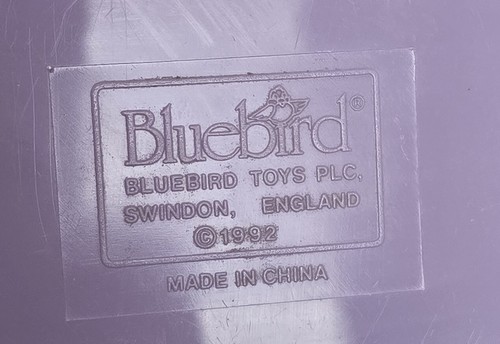 Bluebird®
BLUEBIRD TOYS PLC,
SWINDON, ENGLAND
©1992
MADE IN CHINA